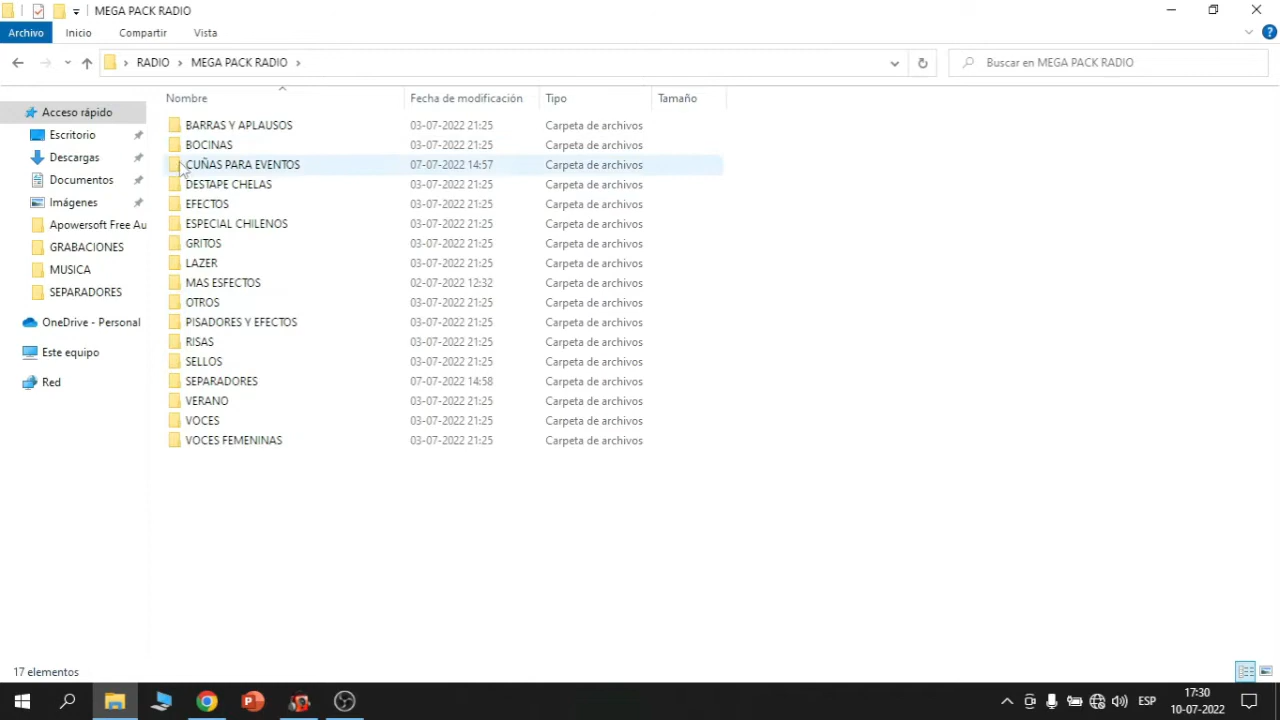 MEGA PACK RADIO
Archivo Inicio Compartir Vista
RADIO MEGA PACK RADIO Buscar en MEGA PACK RADIO
Acceso rápido
Escritorio
Descargas
Documentos
Imágenes
Apowersoft Free Au
GRABACIONES
MUSICA
SEPARADORES
OneDrive - Personal
Este equipo
Red
Nombre Fecha de modificación Tipo Tamaño
BARRAS Y APLAUSOS 03-07-2022 21:25 Carpeta de archivos
BOCINAS 03-07-2022 21:25 Carpeta de archivos
CUÑAS PARA EVENTOS 07-07-2022 14:57 Carpeta de archivos
DESTAPE CHELAS 03-07-2022 21:25 Carpeta de archivos
EFECTOS 03-07-2022 21:25 Carpeta de archivos
ESPECIAL CHILENOS 03-07-2022 21:25 Carpeta de archivos
GRITOS 03-07-2022 21:25 Carpeta de archivos
LAZER 03-07-2022 21:25 Carpeta de archivos
MAS ESFECTOS 02-07-2022 12:32 Carpeta de archivos
OTROS 03-07-2022 21:25 Carpeta de archivos
PISADORES Y EFECTOS 03-07-2022 21:25 Carpeta de archivos
RISAS 03-07-2022 21:25 Carpeta de archivos
SELLOS 03-07-2022 21:25 Carpeta de archivos
SEPARADORES 07-07-2022 14:58 Carpeta de archivos
VERANO 03-07-2022 21:25 Carpeta de archivos
VOCES 03-07-2022 21:25 Carpeta de archivos
VOCES FEMENINAS 03-07-2022 21:25 Carpeta de archivos
17 elementos
ESP 17:30
10-07-2022